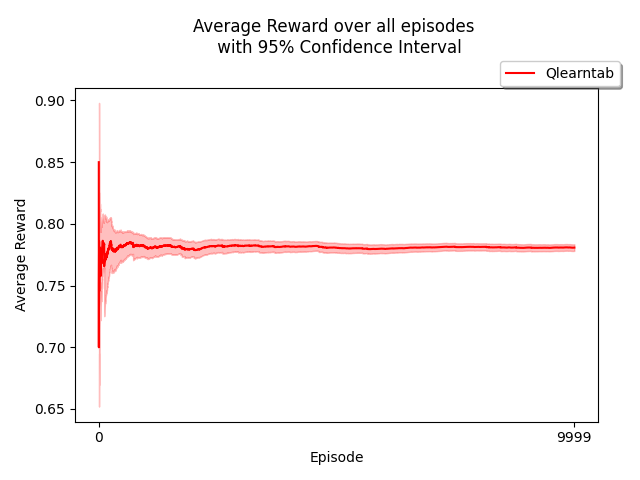 Average Reward over all episodes
with 95% Confidence Interval
Qlearntab
0.90
0.85
0.80
0.75
0.70
0.65
Average Reward
0
9999
Episode